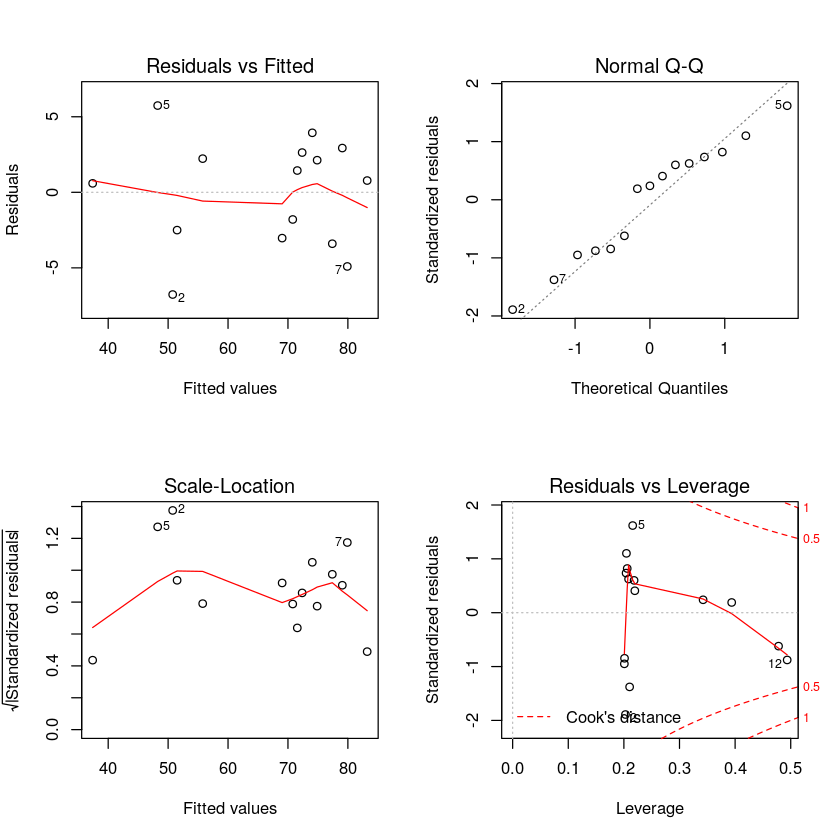 Residuals vs Fitted
Residuals
5
0
-5
5
7
2
40 50 60 70 80
Fitted values
Normal Q-Q
Standardized residuals
2
1
0
-1
-2
5
7
2
-1 0 1
Theoretical Quantiles
Scale-Location
√|Standardized residuals|
1.2
0.8
0.4
0.0
2
5
7
40 50 60 70 80
Fitted values
Residuals vs Leverage
Standardized residuals
2
1
0
-1
-2
1
0.5
5
12
0.5
1
2
Cook's distance
0.0 0.1 0.2 0.3 0.4 0.5
Leverage